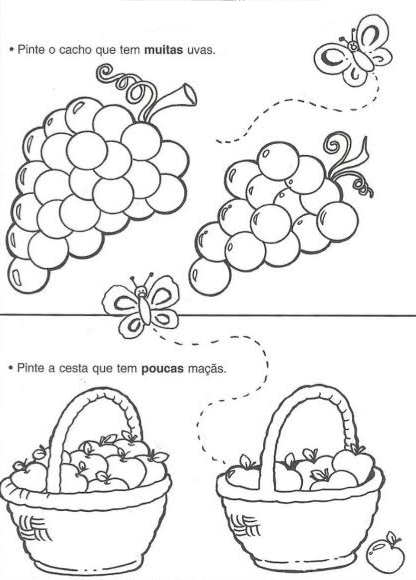 • Pinte o cacho que tem muitas uvas.
• Pinte a cesta que tem poucas maçãs.